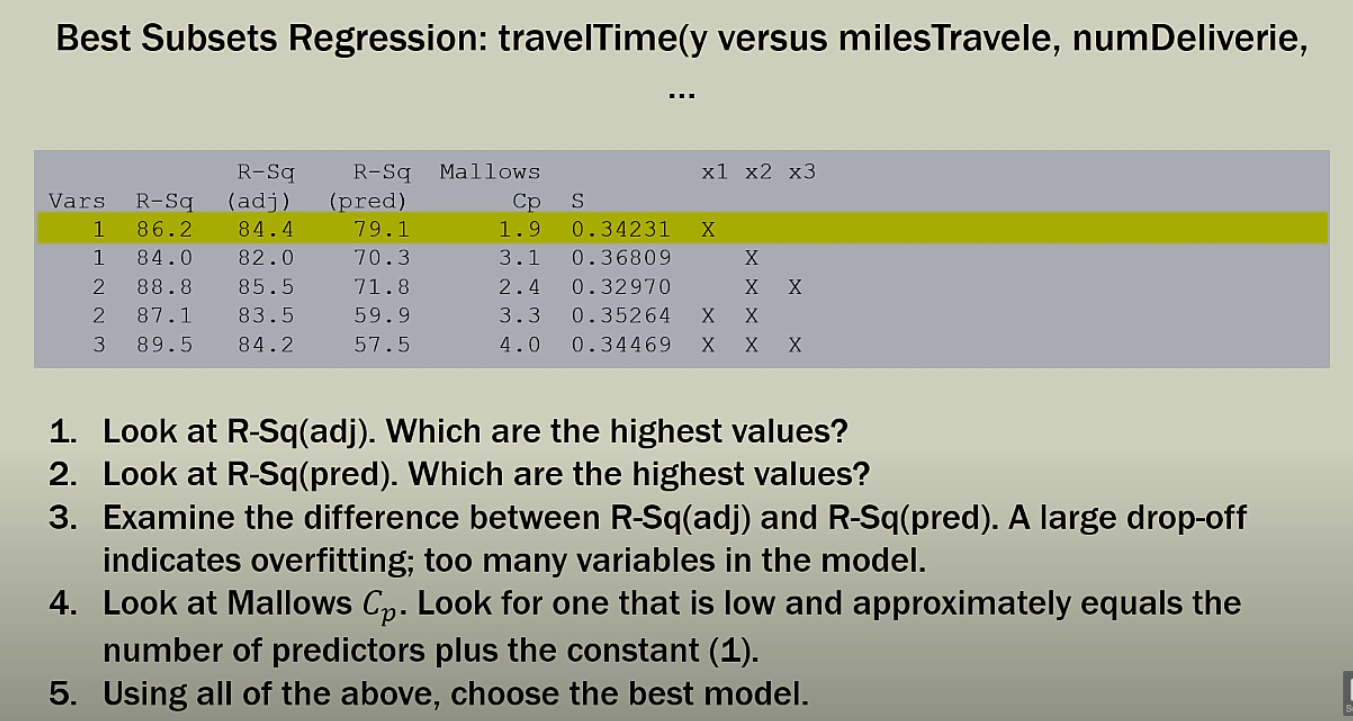 Best Subsets Regression: travelTime(y versus milesTravele, numDeliverie,
...
R-Sq R-Sq Mallows x1 x2 x3
Vars R-Sq (adj) (pred) Cp S
1 86.2 84.4 79.1 1.9 0.34231 X
1 84.0 82.0 70.3 3.1 0.36809 X
2 88.8 85.5 71.8 2.4 0.32970 X X
2 87.1 83.5 59.9 3.3 0.35264 X X
3 89.5 84.2 57.5 4.0 0.34469 X X X
1. Look at R-Sq(adj). Which are the highest values?
2. Look at R-Sq(pred). Which are the highest values?
3. Examine the difference between R-Sq(adj) and R-Sq(pred). A large drop-off
indicates overfitting; too many variables in the model.
4. Look at Mallows Cp. Look for one that is low and approximately equals the
number of predictors plus the constant (1).
5. Using all of the above, choose the best model.